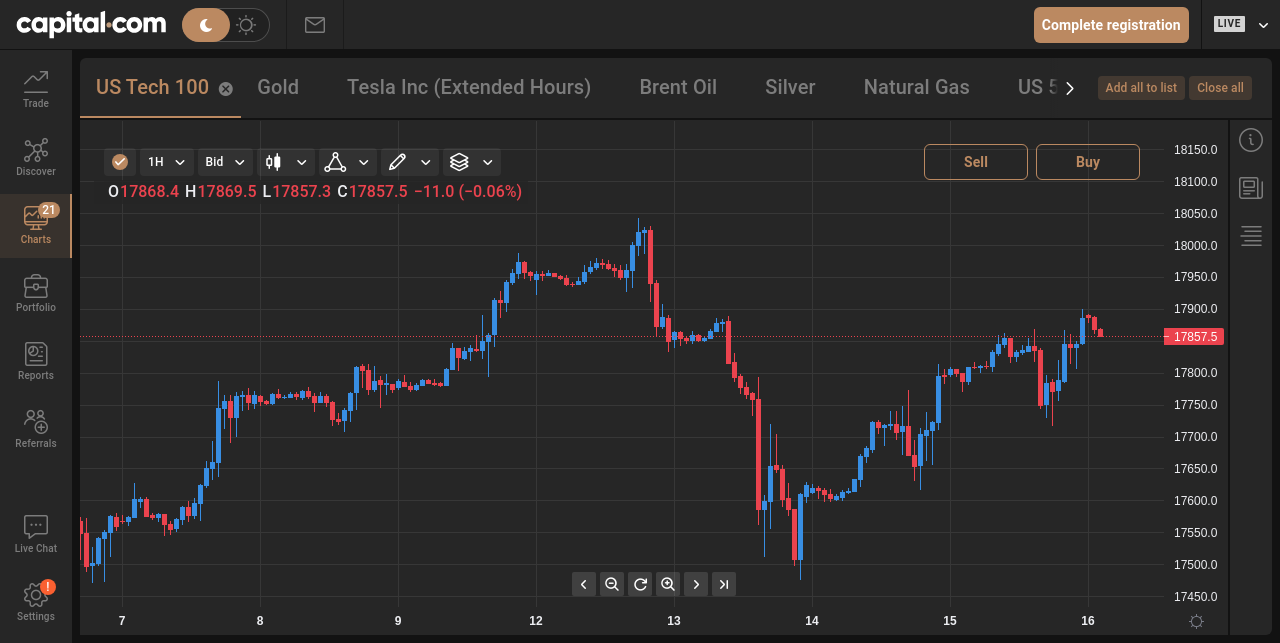 capital.com
Complete registration
LIVE
Trade
Discover
21
Charts
Portfolio
Reports
Referrals
Live Chat
!
Settings
US Tech 100
Gold
Tesla Inc (Extended Hours)
Brent Oil
Silver
Natural Gas
US 5
Add all to list
Close all
1H
Bid
Sell
Buy
O17868.4 H17869.5 L17857.3 C17857.5 −11.0 (−0.06%)
18150.0
18100.0
18050.0
18000.0
17950.0
17900.0
17857.5
17800.0
17750.0
17700.0
17650.0
17600.0
17550.0
17500.0
17450.0
7 8 9 12 13 14 15 16